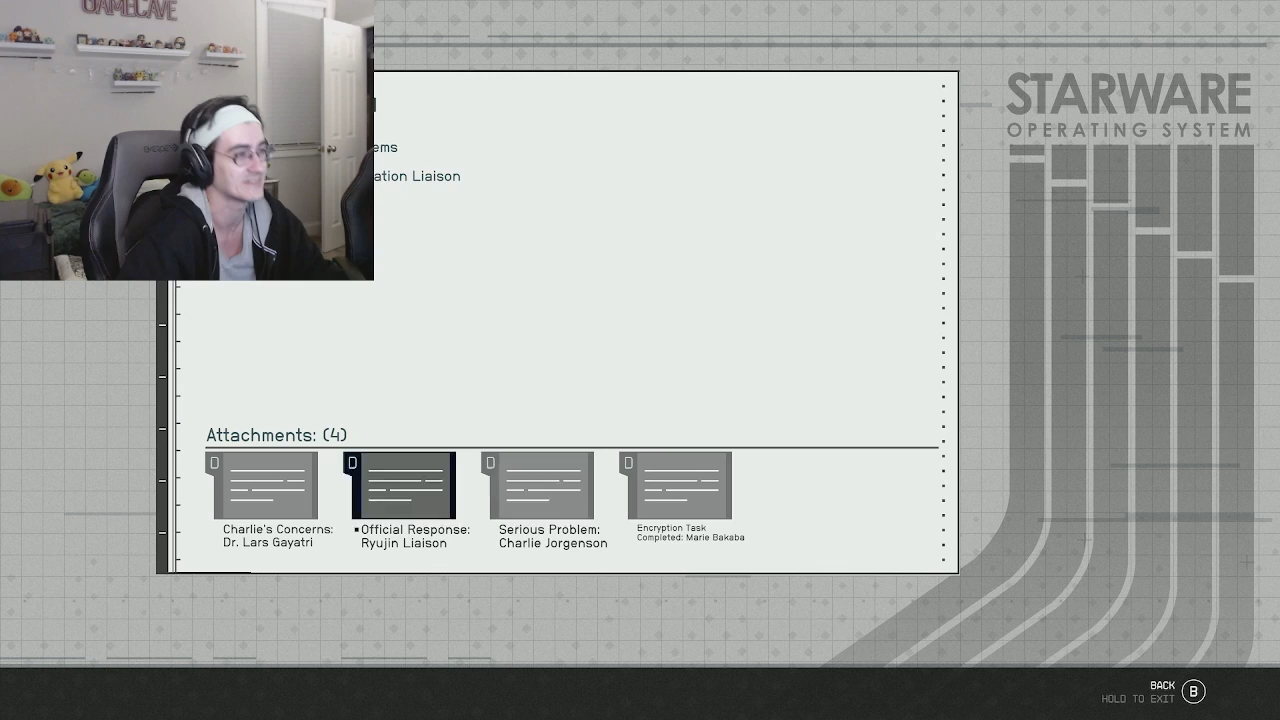 GAMECAVE
STARWARE
OPERATING SYSTEM
ems
ation Liaison
Attachments: (4)
D
D
D
D
Charlie's Concerns:
Dr. Lars Gayatri
Official Response:
Ryujin Liaison
Serious Problem:
Charlie Jorgenson
Encryption Task
Completed: Marie Bakaba
BACK
HOLD TO EXIT
B